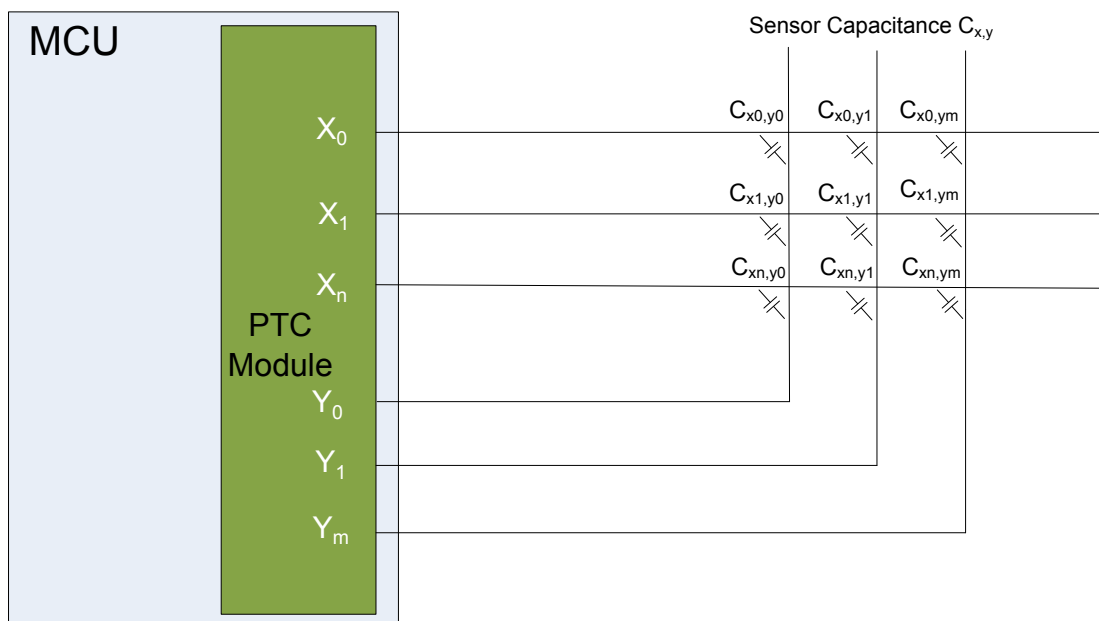 MCU
Sensor Capacitance Cx,y
X0
Cx0,y0 Cx0,y1 Cx0,ym
X1
Cx1,y0 Cx1,y1 Cx1,ym
Xn
Cxn,y0 Cxn,y1 Cxn,ym
PTC
Module
Y0
Y1
Ym